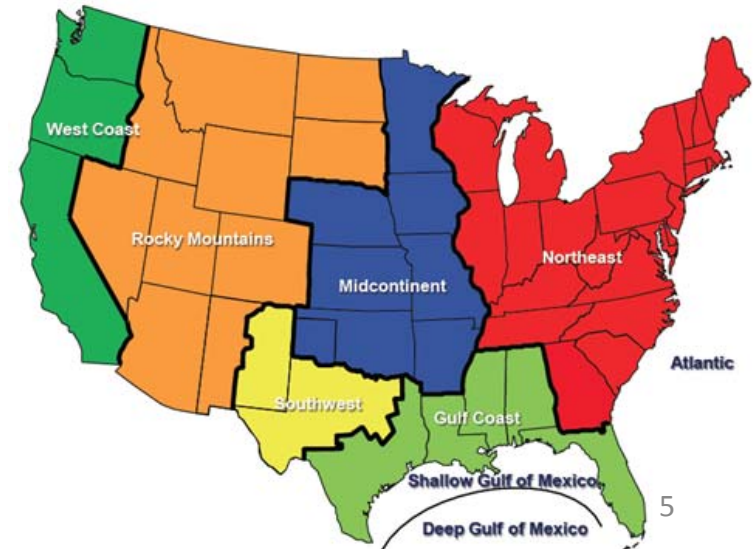 West Coast
Rocky Mountains
Midcontinent
Northeast
Atlantic
Southwest
Gulf Coast
Shallow Gulf of Mexico
5
Deep Gulf of Mexico